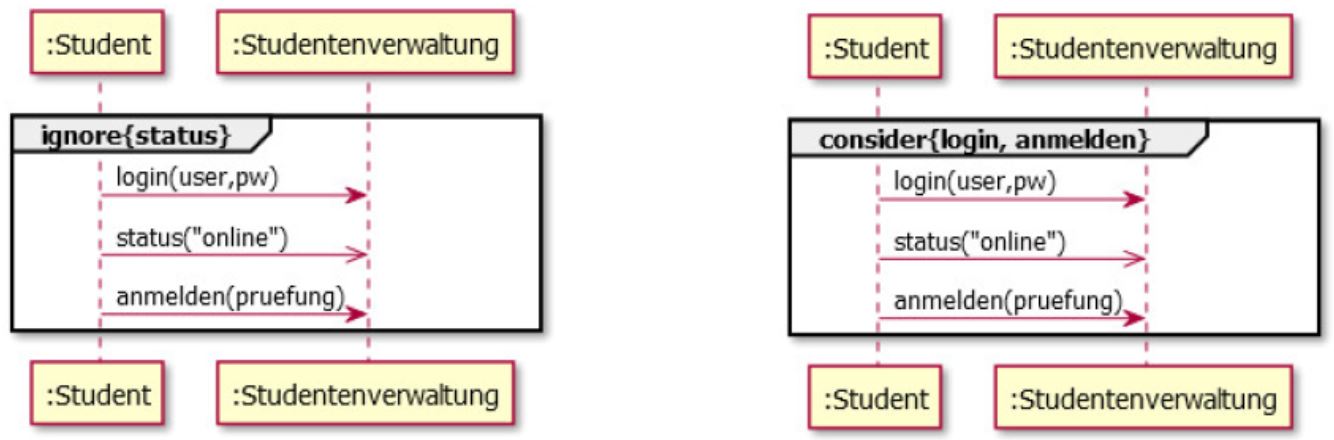 :Student
:Studentenverwaltung
ignore{status}
login(user,pw)
status("online")
anmelden(pruefung)
:Student
:Studentenverwaltung
:Student
:Studentenverwaltung
consider{login, anmelden}
login(user,pw)
status("online")
anmelden(pruefung)
:Student
:Studentenverwaltung